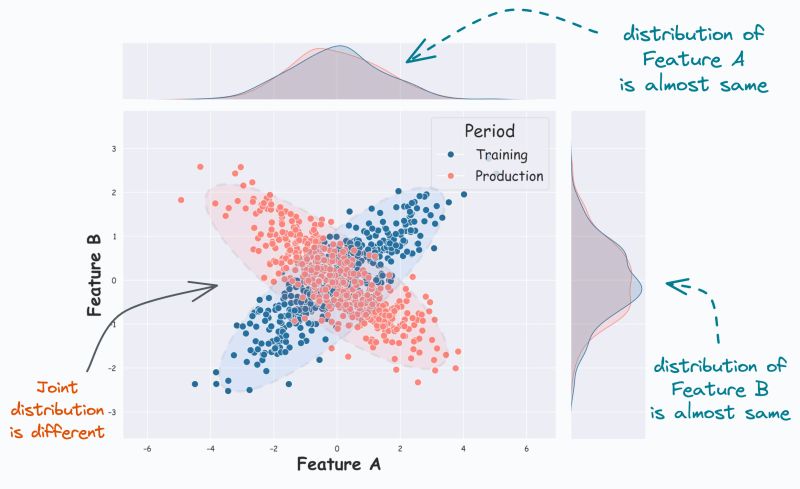 distribution of
Feature A
is almost same
Period
Training
Production
3
2
1
0
-1
-2
-3
Feature B
-6
-4
-2
0
2
4
6
Feature A
Joint
distribution
is different
distribution of
Feature B
is almost same